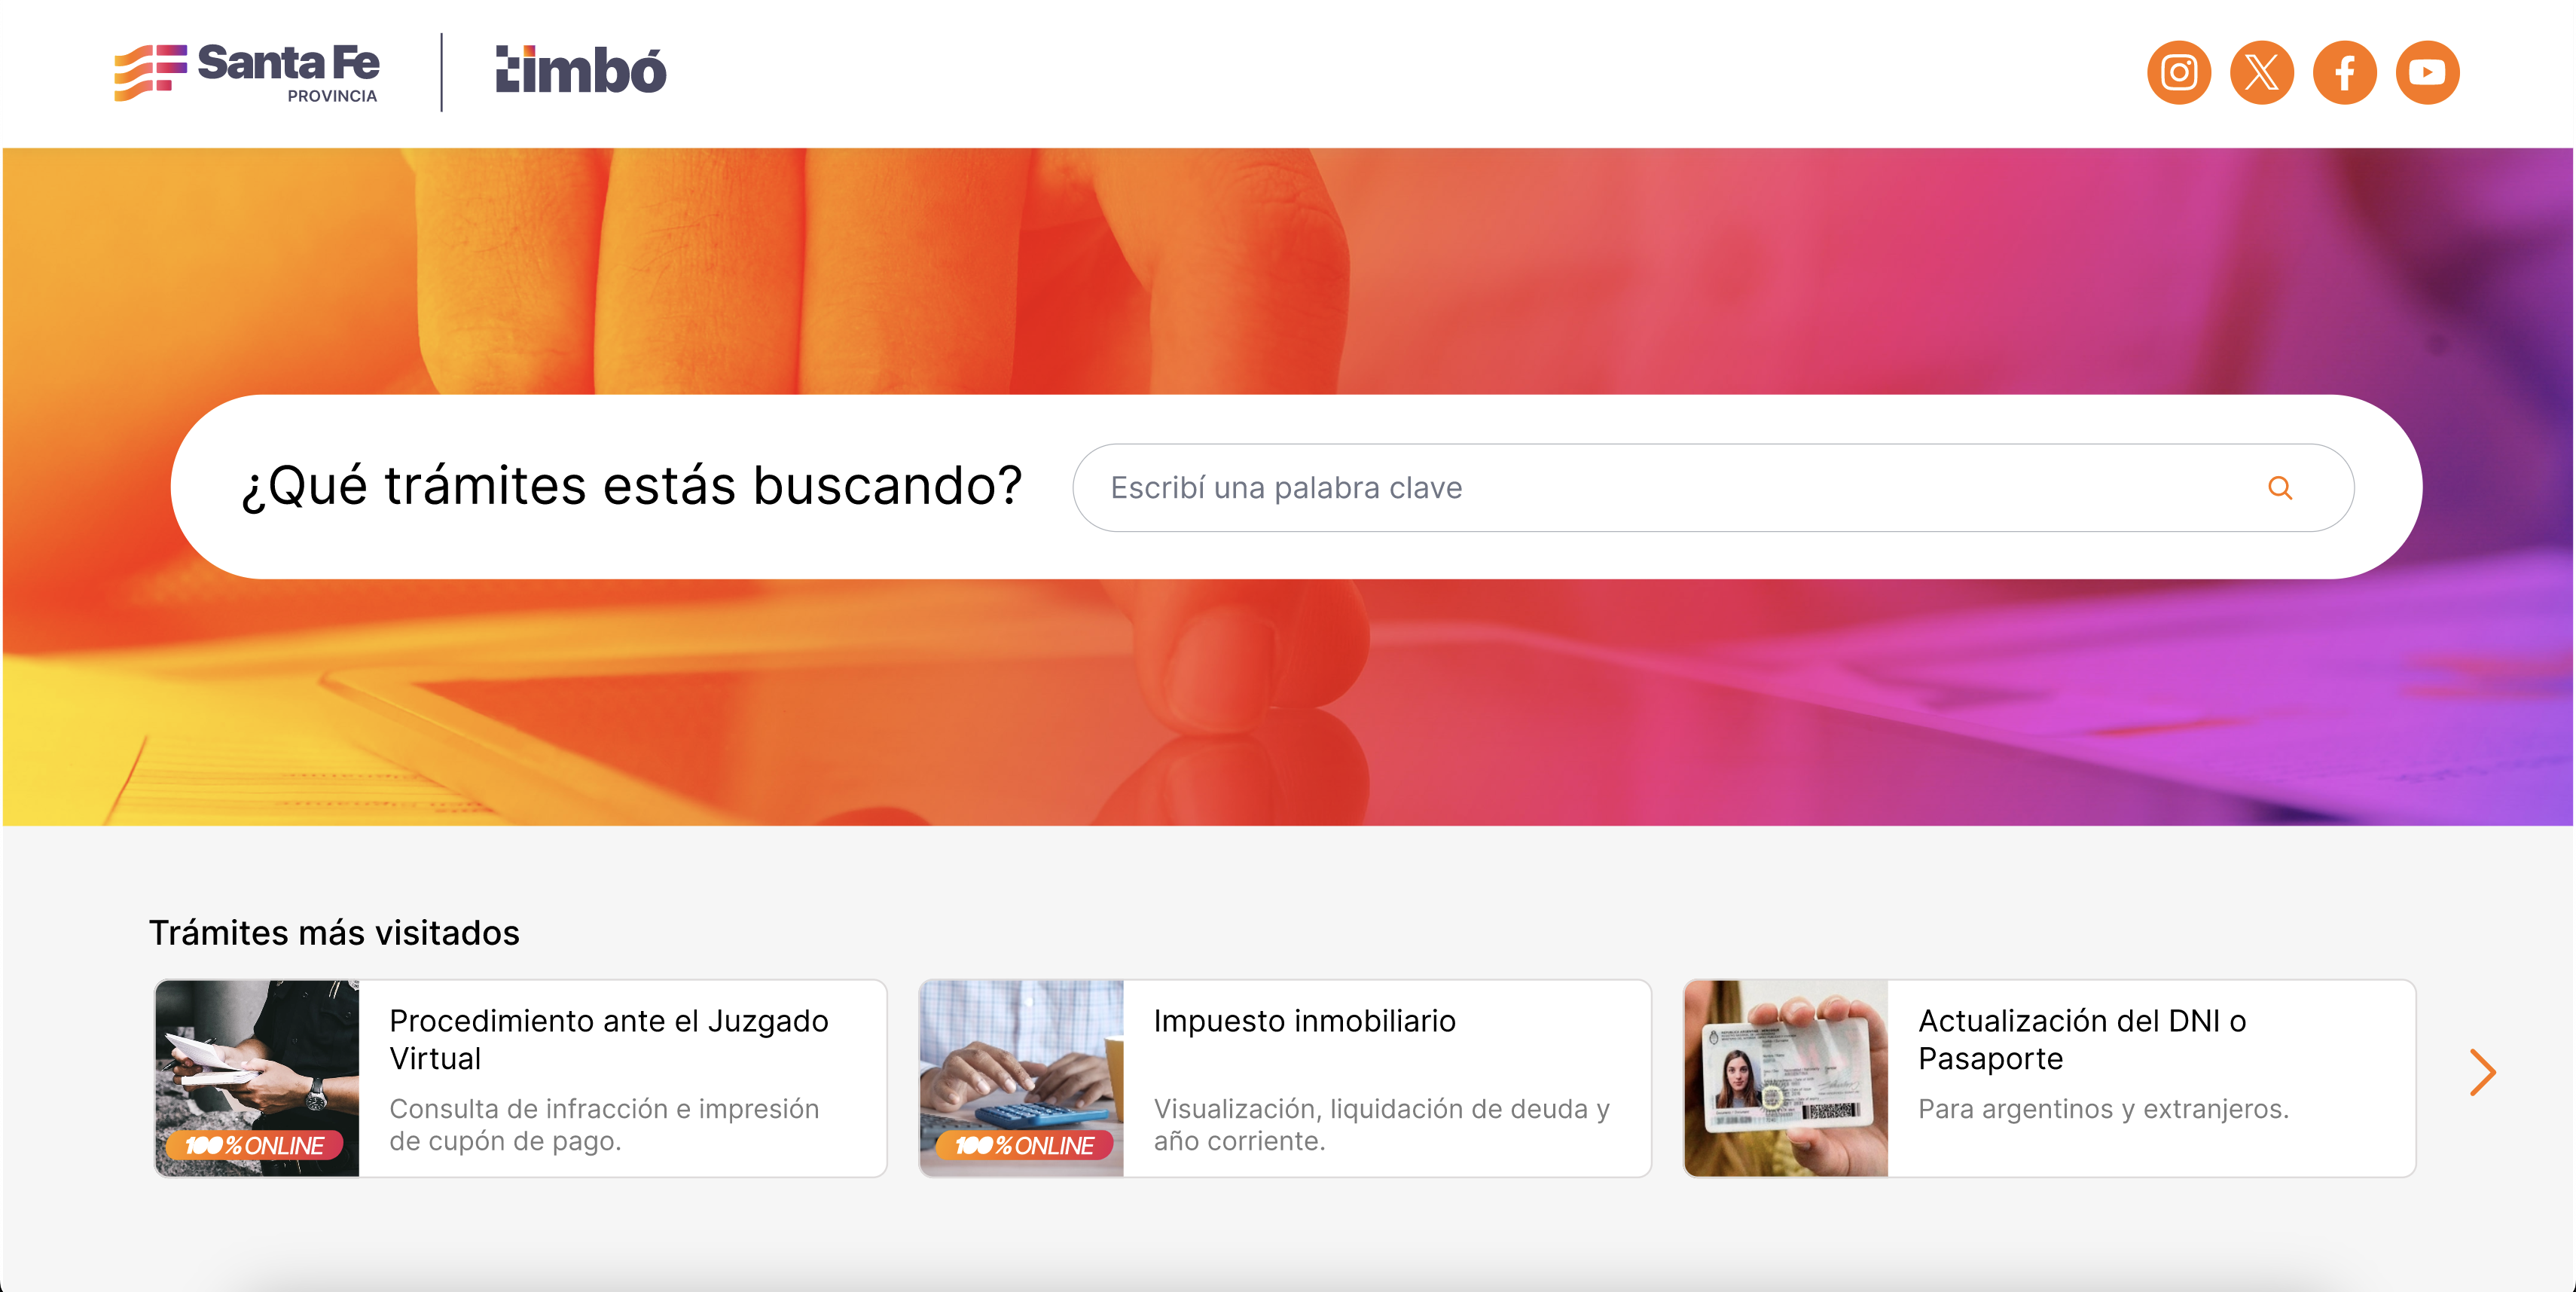 Santa Fe
PROVINCIA
timbó
¿Qué trámites estás buscando?
Escribí una palabra clave
Trámites más visitados
100% ONLINE
Procedimiento ante el Juzgado
Virtual
Consulta de infracción e impresión
de cupón de pago.
100% ONLINE
Impuesto inmobiliario
Visualización, liquidación de deuda y
año corriente.
Actualización del DNI o
Pasaporte
Para argentinos y extranjeros.